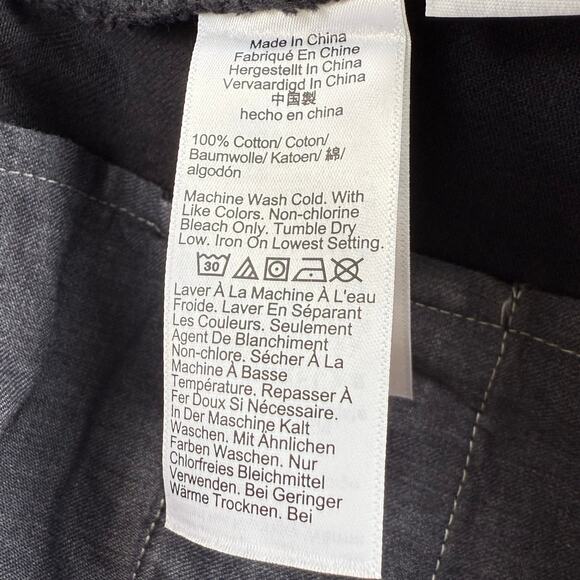 Made In China
Fabriqué En Chine
Hergestellt In China
Vervaardigd In China
中国製
hecho en china
100% Cotton/ Coton/
Baumwolle/ Katoen/ 綿/
algodón
Machine Wash Cold. With
Like Colors. Non-chlorine
Bleach Only. Tumble Dry
Low. Iron On Lowest Setting.
30
Laver À La Machine À L'eau
Froide. Laver En Séparant
Les Couleurs. Seulement
Agent De Blanchiment
Non-chlore. Sécher À La
Machine À Basse
Température. Repasser À
Fer Doux Si Nécessaire.
In Der Maschine Kalt
Waschen. Mit Ähnlichen
Farben Waschen. Nur
Chlorfreies Bleichmittel
Verwenden. Bei Geringer
Wärme Trocknen. Bei